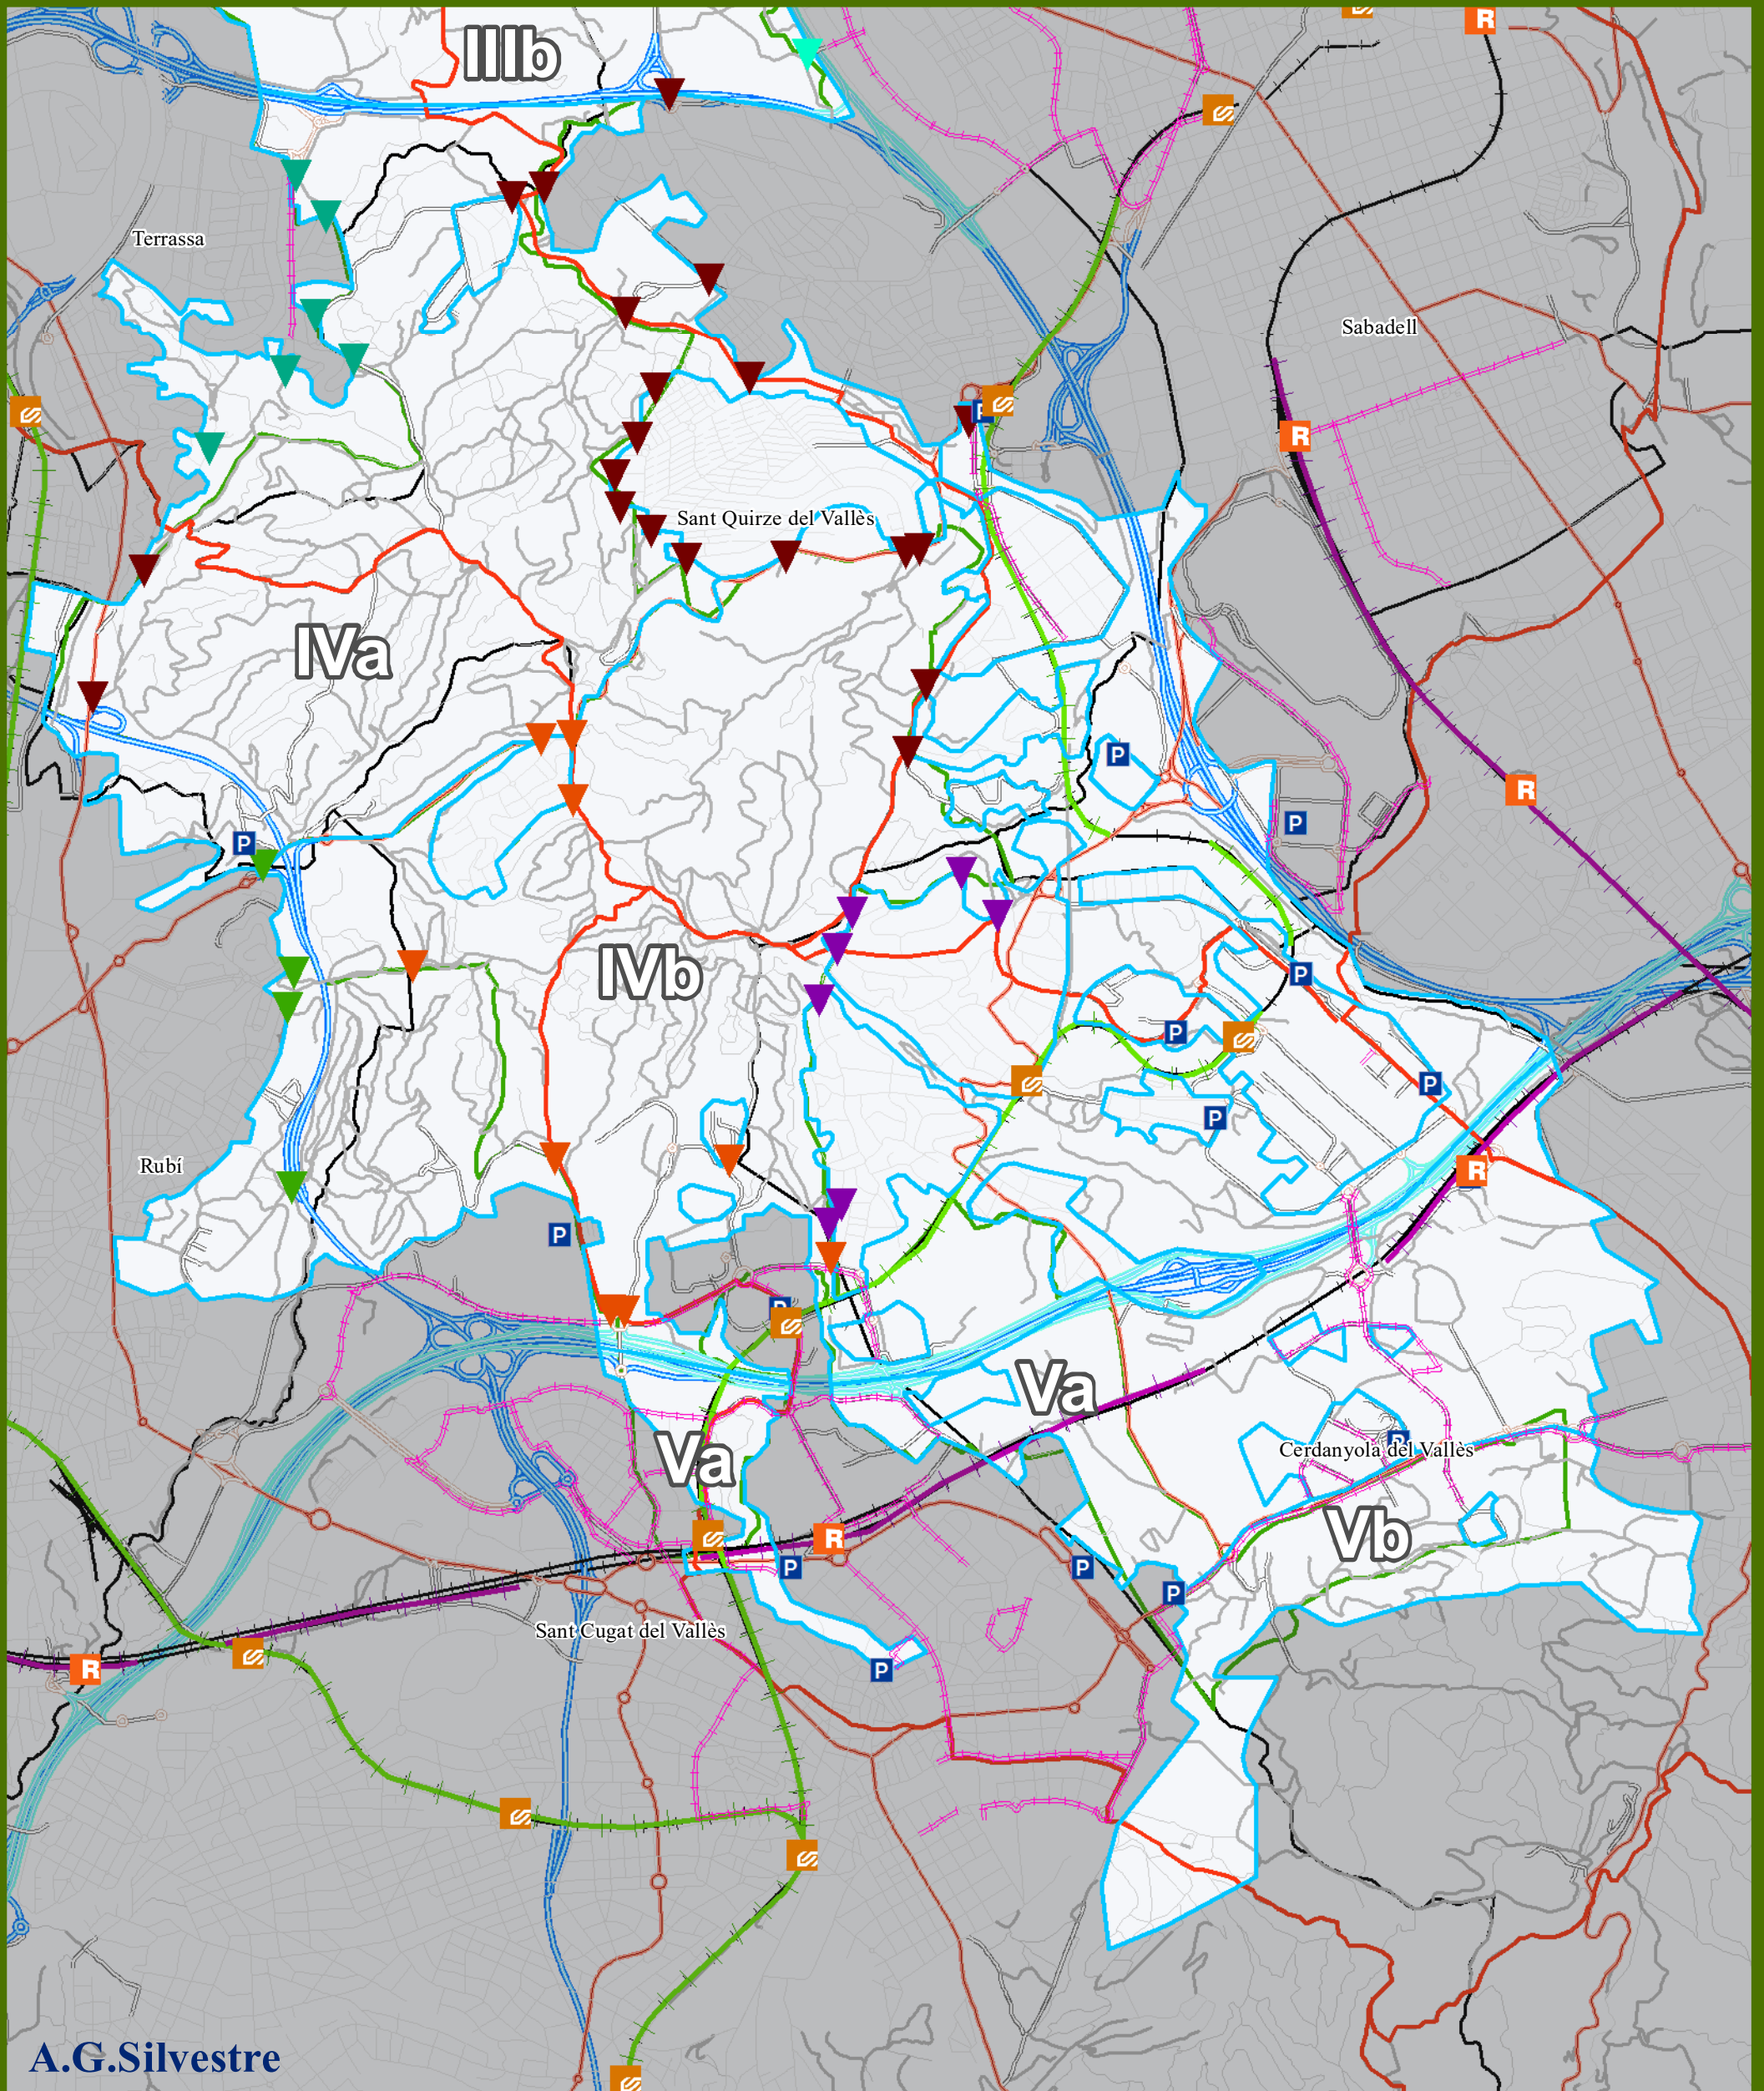 IIIb
R
Terrassa
Sabadell
P
R
Sant Quirze del Vallès
IVa
P
R
P
P
IVb
P
P
P
P
Rubí
R
P
P
Va
Va
P
Cerdanyola del Vallès
Vb
R
P
P
P
Sant Cugat del Vallès
R
P
A.G.Silvestre